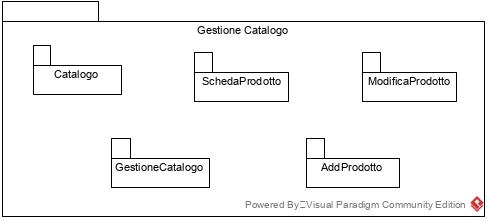 Gestione Catalogo
Catalogo
SchedaProdotto
ModificaProdotto
GestioneCatalogo
AddProdotto
Powered By Visual Paradigm Community Edition